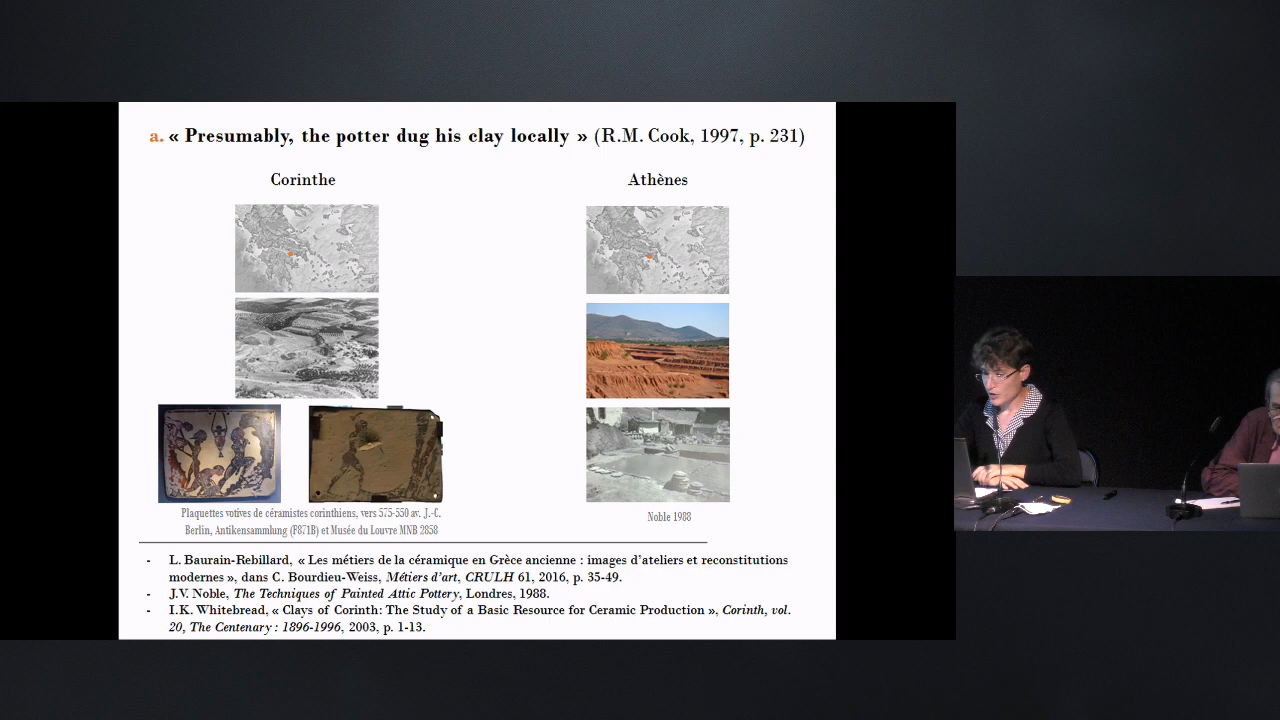 a. « Presumably, the potter dug his clay locally » (R.M. Cook, 1997, p. 231)
Corinthe
Athènes
Plaquettes votives de céramistes corinthiens, vers 575-550 av. J.-C.
Berlin, Antikensammlung (F871B) et Musée du Louvre MNB 2858
Noble 1988
- L. Baurain-Rebillard, « Les métiers de la céramique en Grèce ancienne : images d'ateliers et reconstitutions
modernes », dans C. Bourdieu-Weiss, Métiers d'art, CRULH 61, 2016, p. 35-49.
- J.V. Noble, The Techniques of Painted Attic Pottery, Londres, 1988.
- I.K. Whitebread, « Clays of Corinth: The Study of a Basic Resource for Ceramic Production », Corinth, vol.
20, The Centenary : 1896-1996, 2003, p. 1-13.